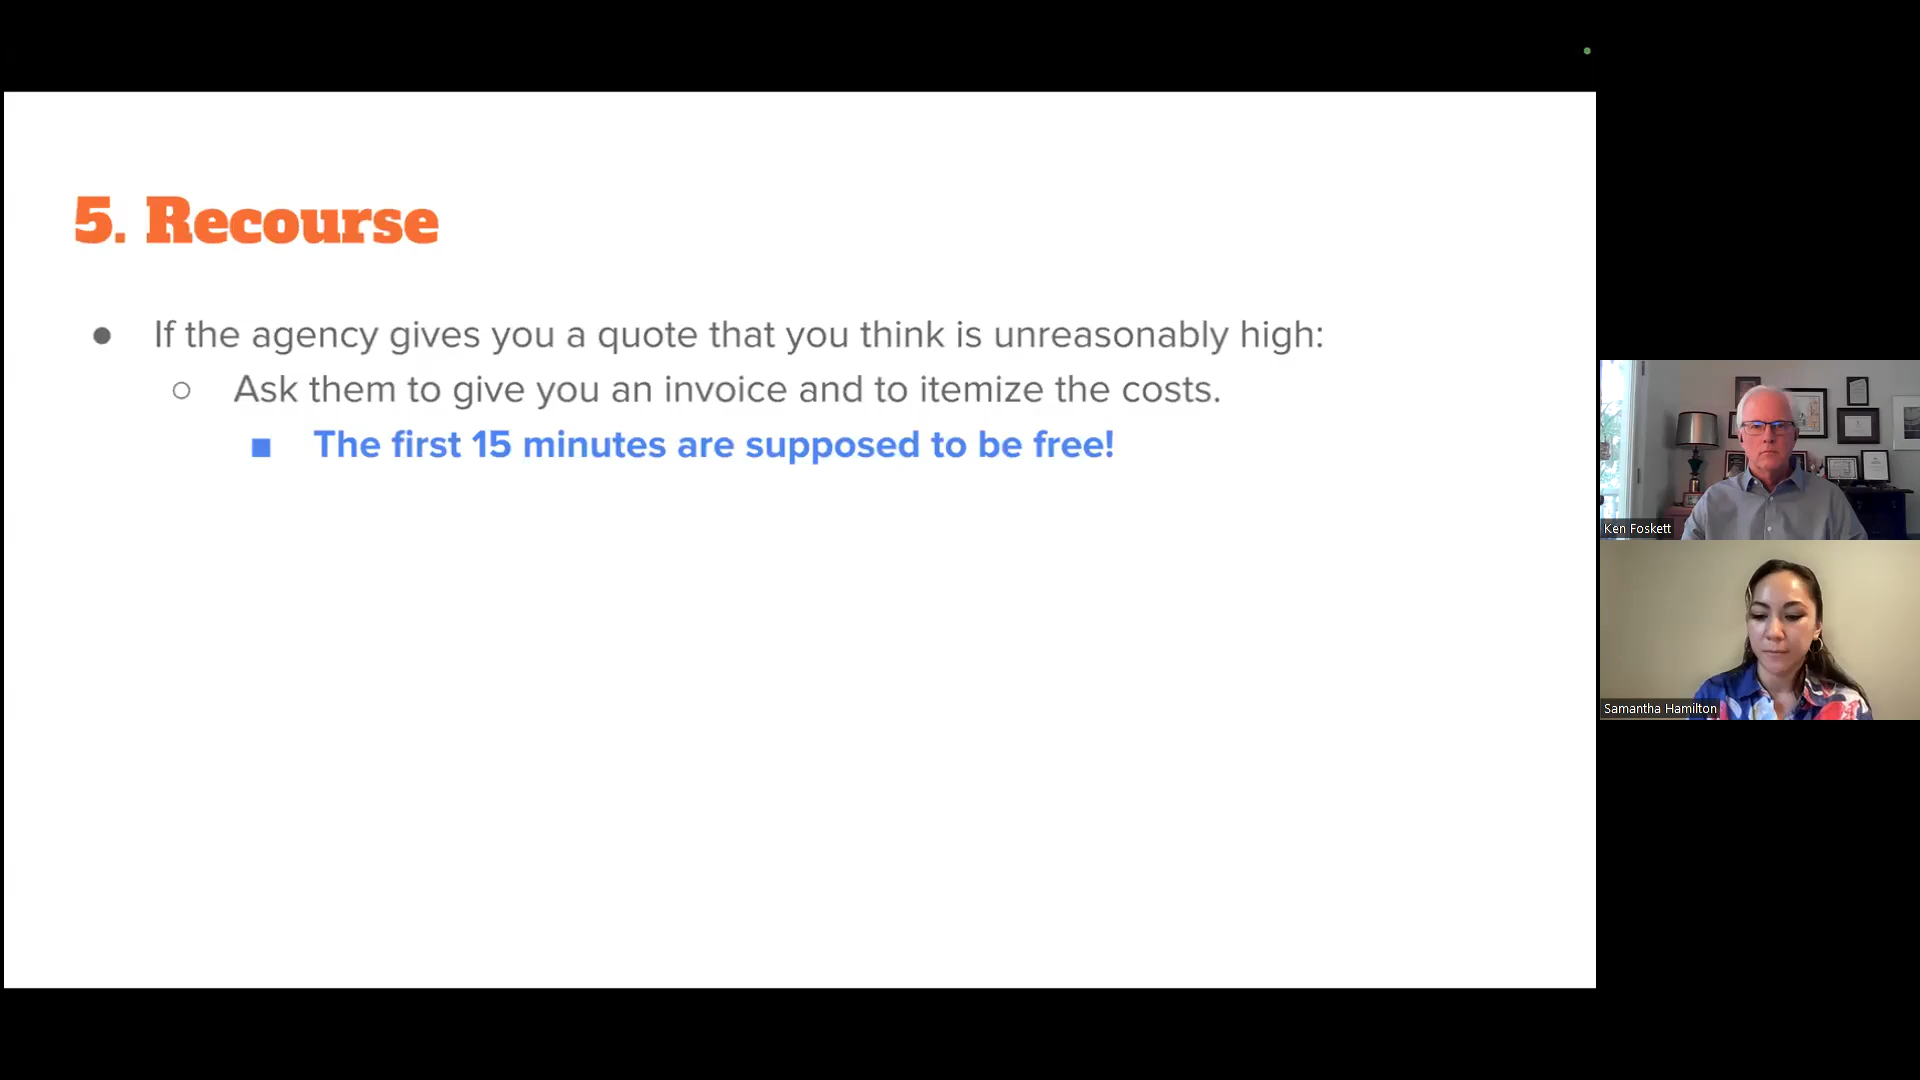 5. Recourse
● If the agency gives you a quote that you think is unreasonably high:
○ Ask them to give you an invoice and to itemize the costs.
■ The first 15 minutes are supposed to be free!
Ken Foskett
Samantha Hamilton